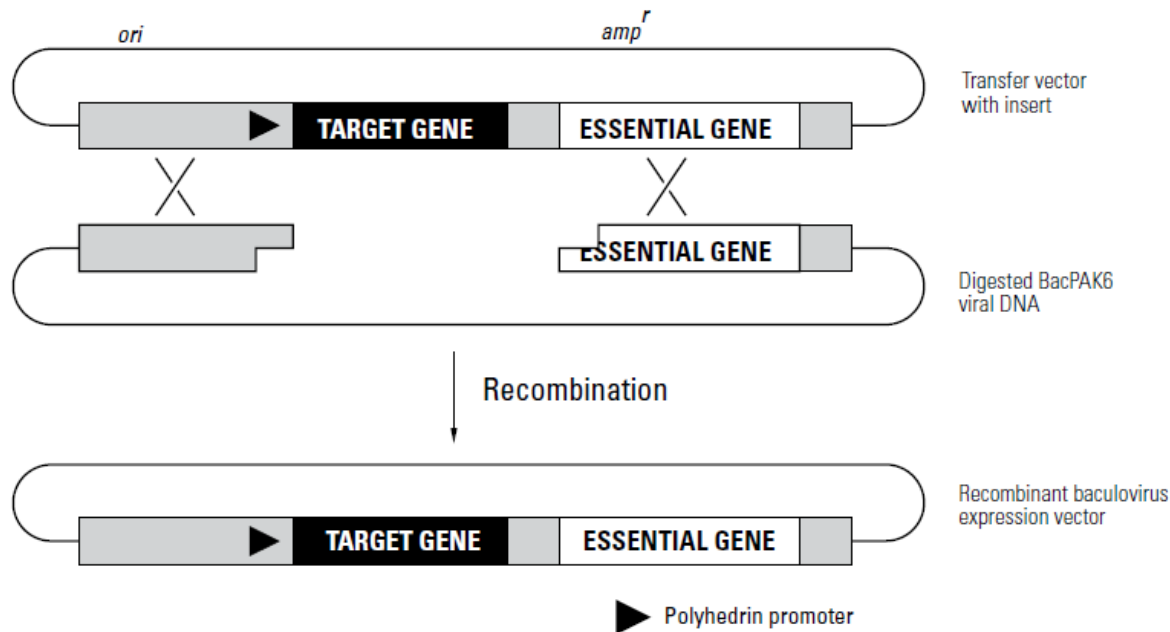 ori
amp^r
Transfer vector
with insert
TARGET GENE
ESSENTIAL GENE
ESSENTIAL GENE
Digested BacPAK6
viral DNA
Recombination
Recombinant baculovirus
expression vector
TARGET GENE
ESSENTIAL GENE
Polyhedrin promoter